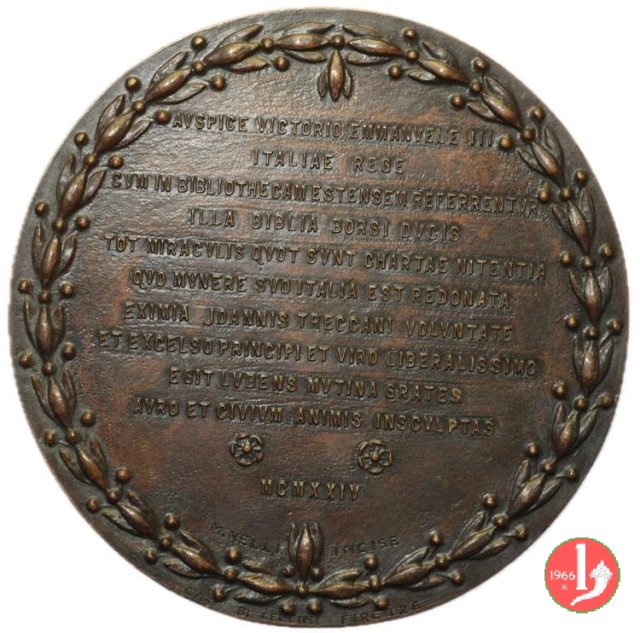 AVSPICE VICTORIO EMMANVELE III
ITALIAE REGE
CVM IN BIBLIOTHECAM ESTENSEM REFERRENTVR
ILLA BIBLIA BORSI DVCIS
TOT MIRACVLIS QVOT SVNT CHARTAE NITENTIA
QVO MVNERE SVO ITALIA EST REDONATA
EXIMIA JOANNIS TRECCANI VOLVNTATE
ET EXCELSO PRINCIPI ET VIRO LIBERALISSIMO
EGIT LVBENS MVTINA GRATES
AVRO ET CIVIVM ANIMIS INSCVLPTAS
MCMXXIV
M. NELLI INCISE
FIRENZE
1966